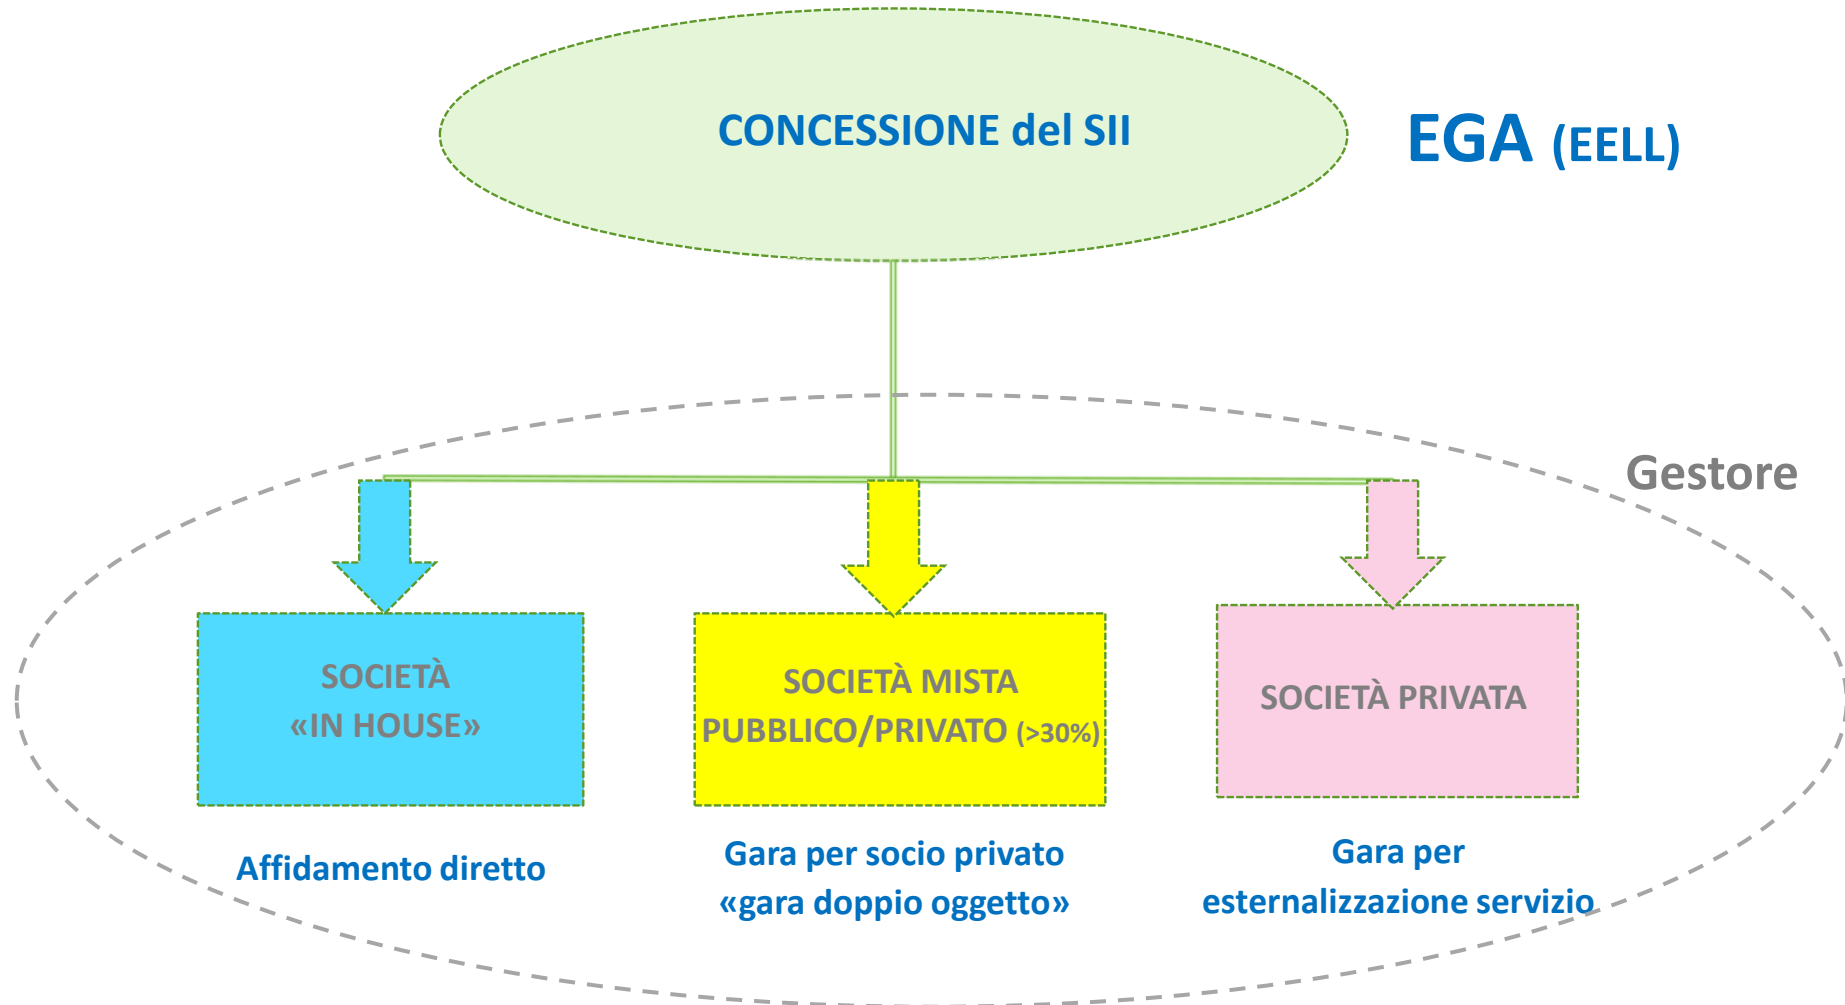 CONCESSIONE del SII
EGA (EELL)
Gestore
SOCIETÀ
«IN HOUSE»
SOCIETÀ MISTA
PUBBLICO/PRIVATO (>30%)
SOCIETÀ PRIVATA
Affidamento diretto
Gara per socio privato
«gara doppio oggetto»
Gara per
esternalizzazione servizio